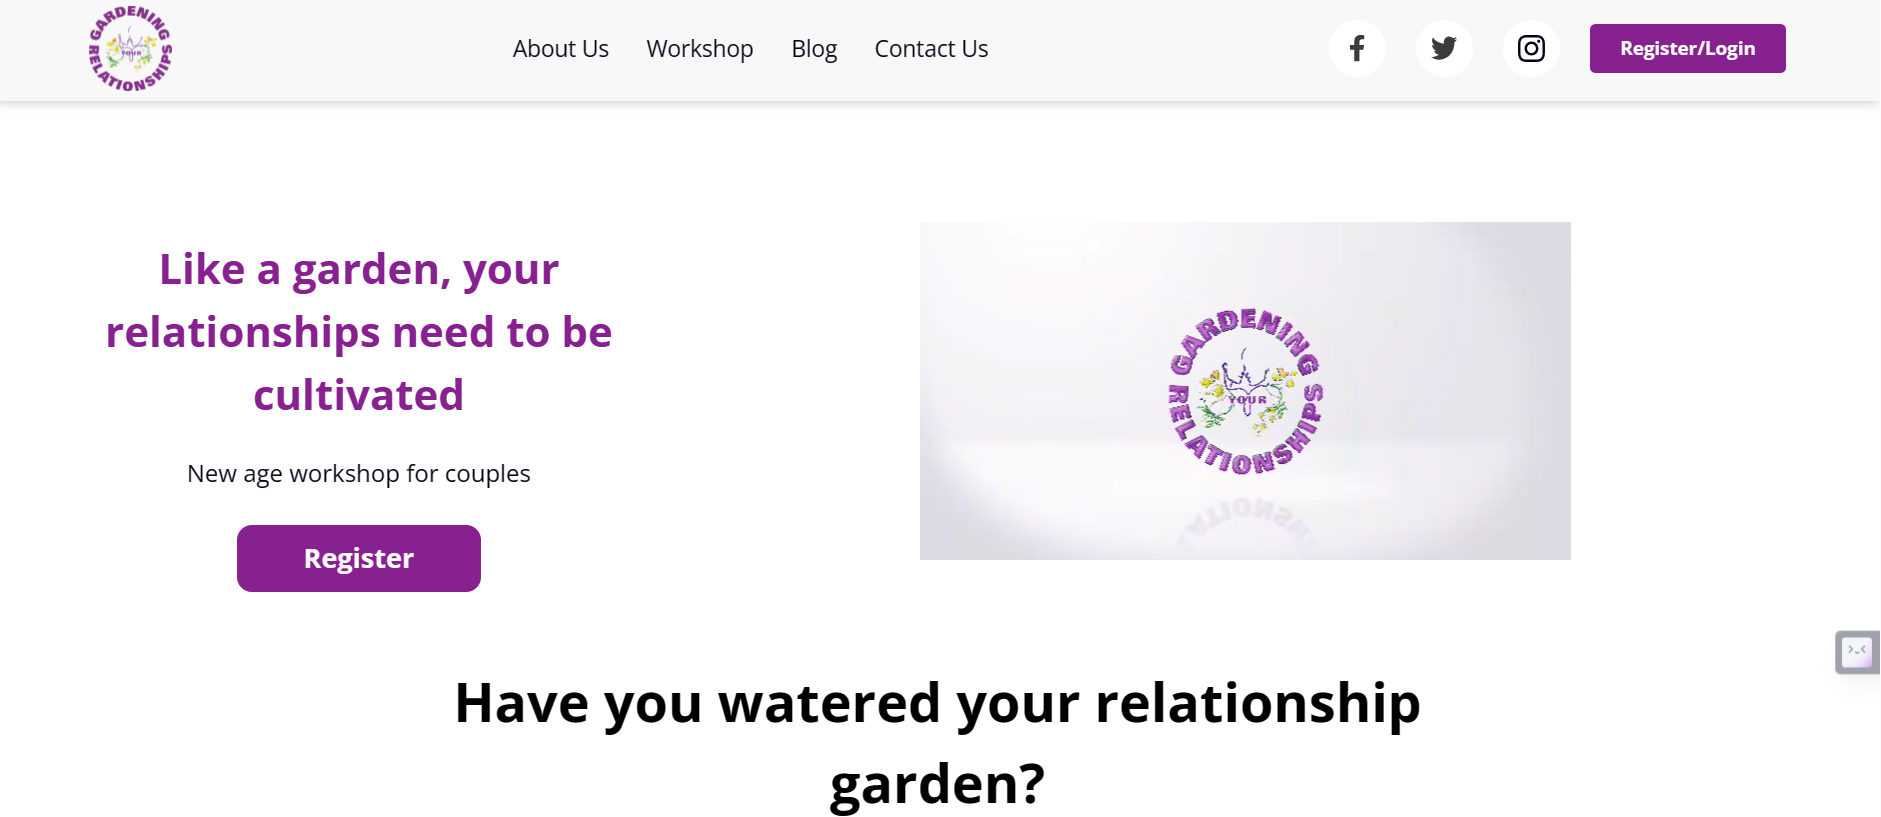 GARDENING
YOUR
RELATIONSHIPS
About Us
Workshop
Blog
Contact Us
Register/Login
Like a garden, your
relationships need to be
cultivated
New age workshop for couples
Register
GARDENING
YOUR
RELATIONSHIPS
Have you watered your relationship
garden?